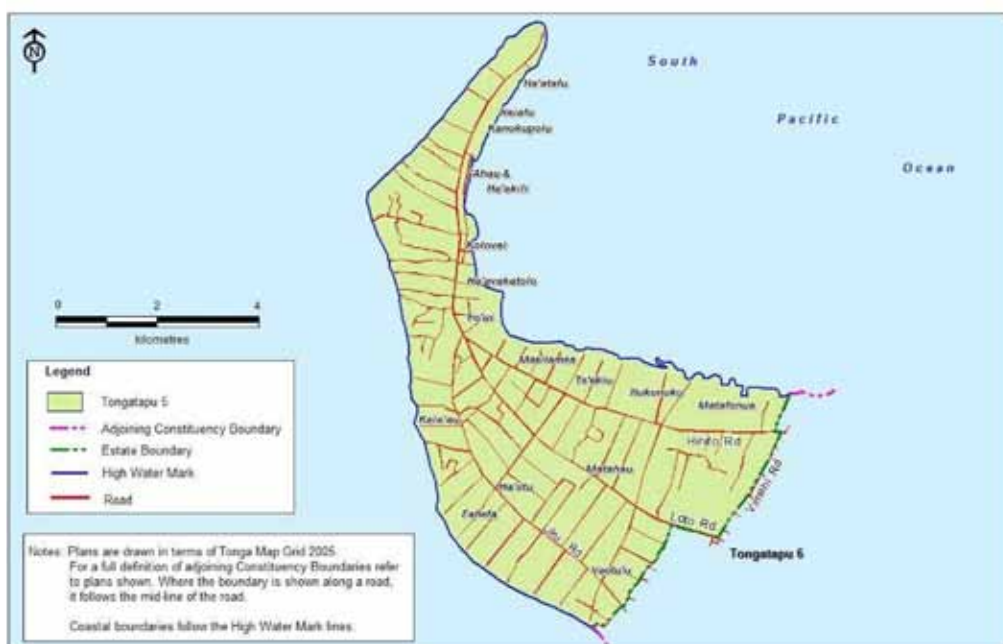 N
South
Pacific
Ocean
Ha'atafu
Kanokupolu
Ahau &
Ha'akili
Kolovai
Ha'avakatolo
Fo'ui
0 2 4
kilometres
Masilamea
Te'ekiu
Nukunuku
Matafonua
Hihifo Rd
Matahau
Ha'utu
Loto Rd
Liku Rd
Vaotu'u
Tongatapu 6
Legend
Tongatapu 5
Adjoining Constituency Boundary
Estate Boundary
High Water Mark
Road
Notes: Plans are drawn in terms of Tonga Map Grid 2005.
For a full definition of adjoining Constituency Boundaries refer
to plans shown. Where the boundary is shown along a road,
it follows the mid-line of the road.
Coastal boundaries follow the High Water Mark lines.